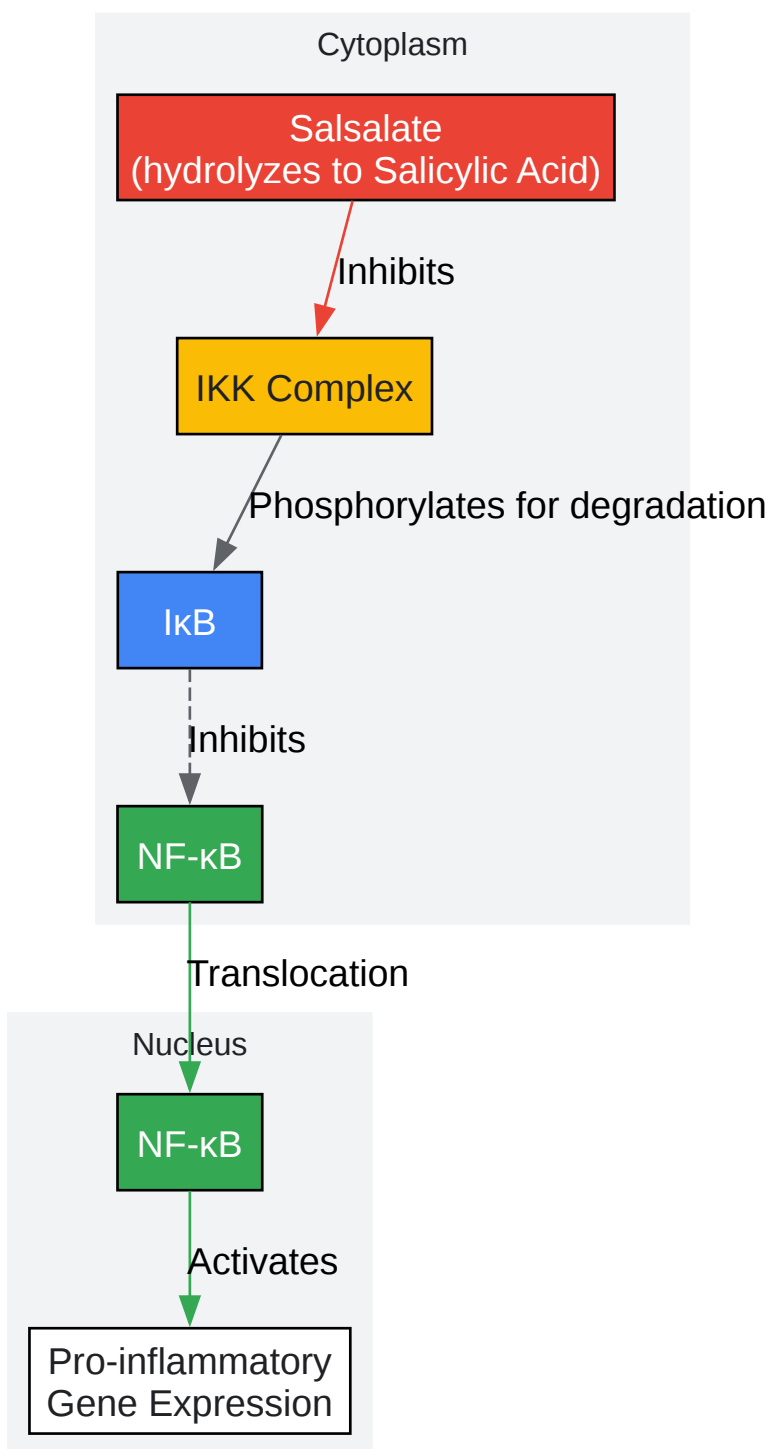 Cytoplasm
Salsalate
(hydrolyzes to Salicylic Acid)
Inhibits
IKK Complex
Phosphorylates for degradation
IκB
Inhibits
NF-κB
Translocation
Nucleus
NF-κB
Activates
Pro-inflammatory
Gene Expression